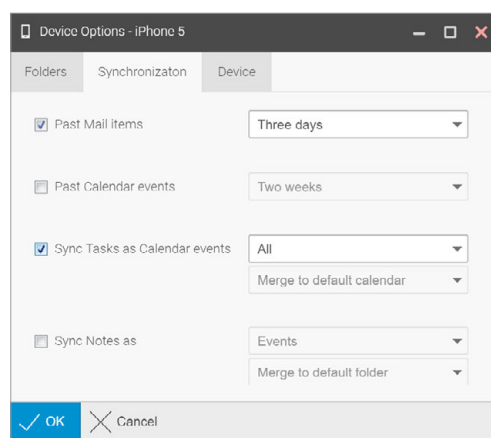 Device Options - iPhone 5
Folders Synchronizaton Device
Past Mail items Three days
Past Calendar events Two weeks
Sync Tasks as Calendar events All
Merge to default calendar
Sync Notes as Events
Merge to default folder
OK Cancel